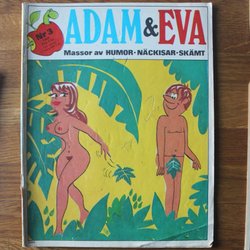 Nr 3
ADAM & EVA
Massor av HUMOR·NÄCKISAR·SKÄMT